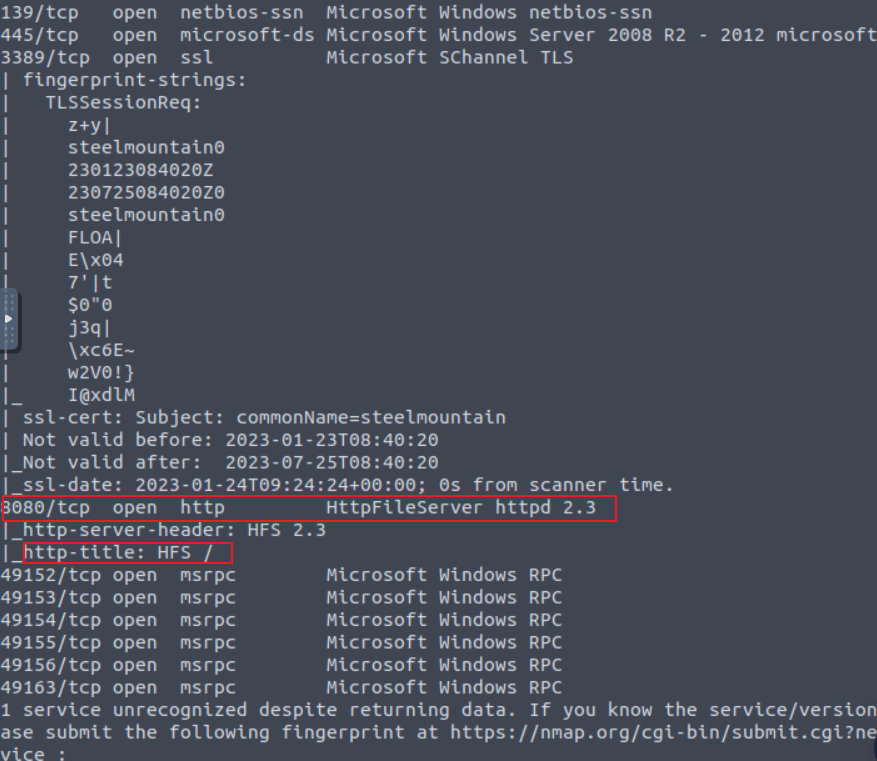 139/tcp   open  netbios-ssn  Microsoft Windows netbios-ssn
445/tcp   open  microsoft-ds Microsoft Windows Server 2008 R2 - 2012 microsoft
3389/tcp  open  ssl          Microsoft SChannel TLS
| fingerprint-strings:
|   TLSSessionReq:
|     z+y|
|     steelmountain0
|     230123084020Z
|     230725084020Z0
|     steelmountain0
|     FLOA|
|     E\x04
|     7'|t
|     $0"0
|     j3q|
|     \xc6E~
|     w2V0!}
|_    I@xdlM
| ssl-cert: Subject: commonName=steelmountain
| Not valid before: 2023-01-23T08:40:20
|_Not valid after:  2023-07-25T08:40:20
|_ssl-date: 2023-01-24T09:24:24+00:00; 0s from scanner time.
8080/tcp  open  http         HttpFileServer httpd 2.3
|_http-server-header: HFS 2.3
|_http-title: HFS /
49152/tcp open  msrpc        Microsoft Windows RPC
49153/tcp open  msrpc        Microsoft Windows RPC
49154/tcp open  msrpc        Microsoft Windows RPC
49155/tcp open  msrpc        Microsoft Windows RPC
49156/tcp open  msrpc        Microsoft Windows RPC
49163/tcp open  msrpc        Microsoft Windows RPC
1 service unrecognized despite returning data. If you know the service/version
ase submit the following fingerprint at https://nmap.org/cgi-bin/submit.cgi?ne
vice :